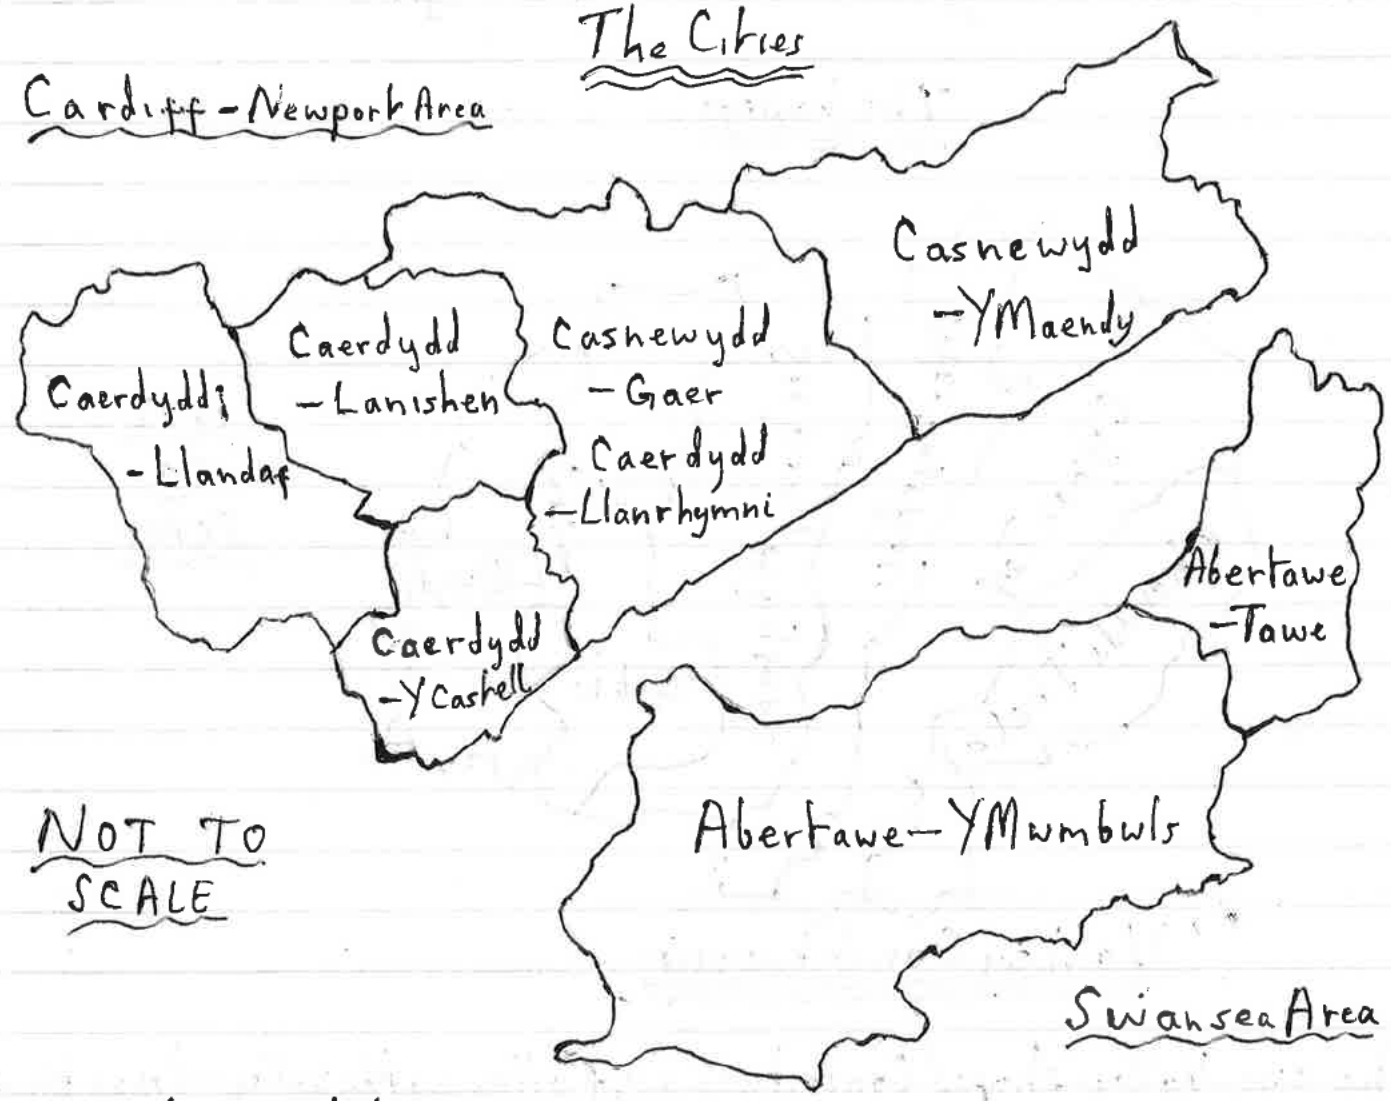 The Cities
Cardiff-Newport Area
Casnewydd
-Y Maendy
Caerdydd
-Lanishen
Casnewydd
-Gaer
Caerdydd
-Llandaf
Caerdydd
-Llanrhymni
Abertawe
-Tawe
Caerdydd
-Y Castell
NOT TO
SCALE
Abertawe-Y Mwmbwls
Swansea Area